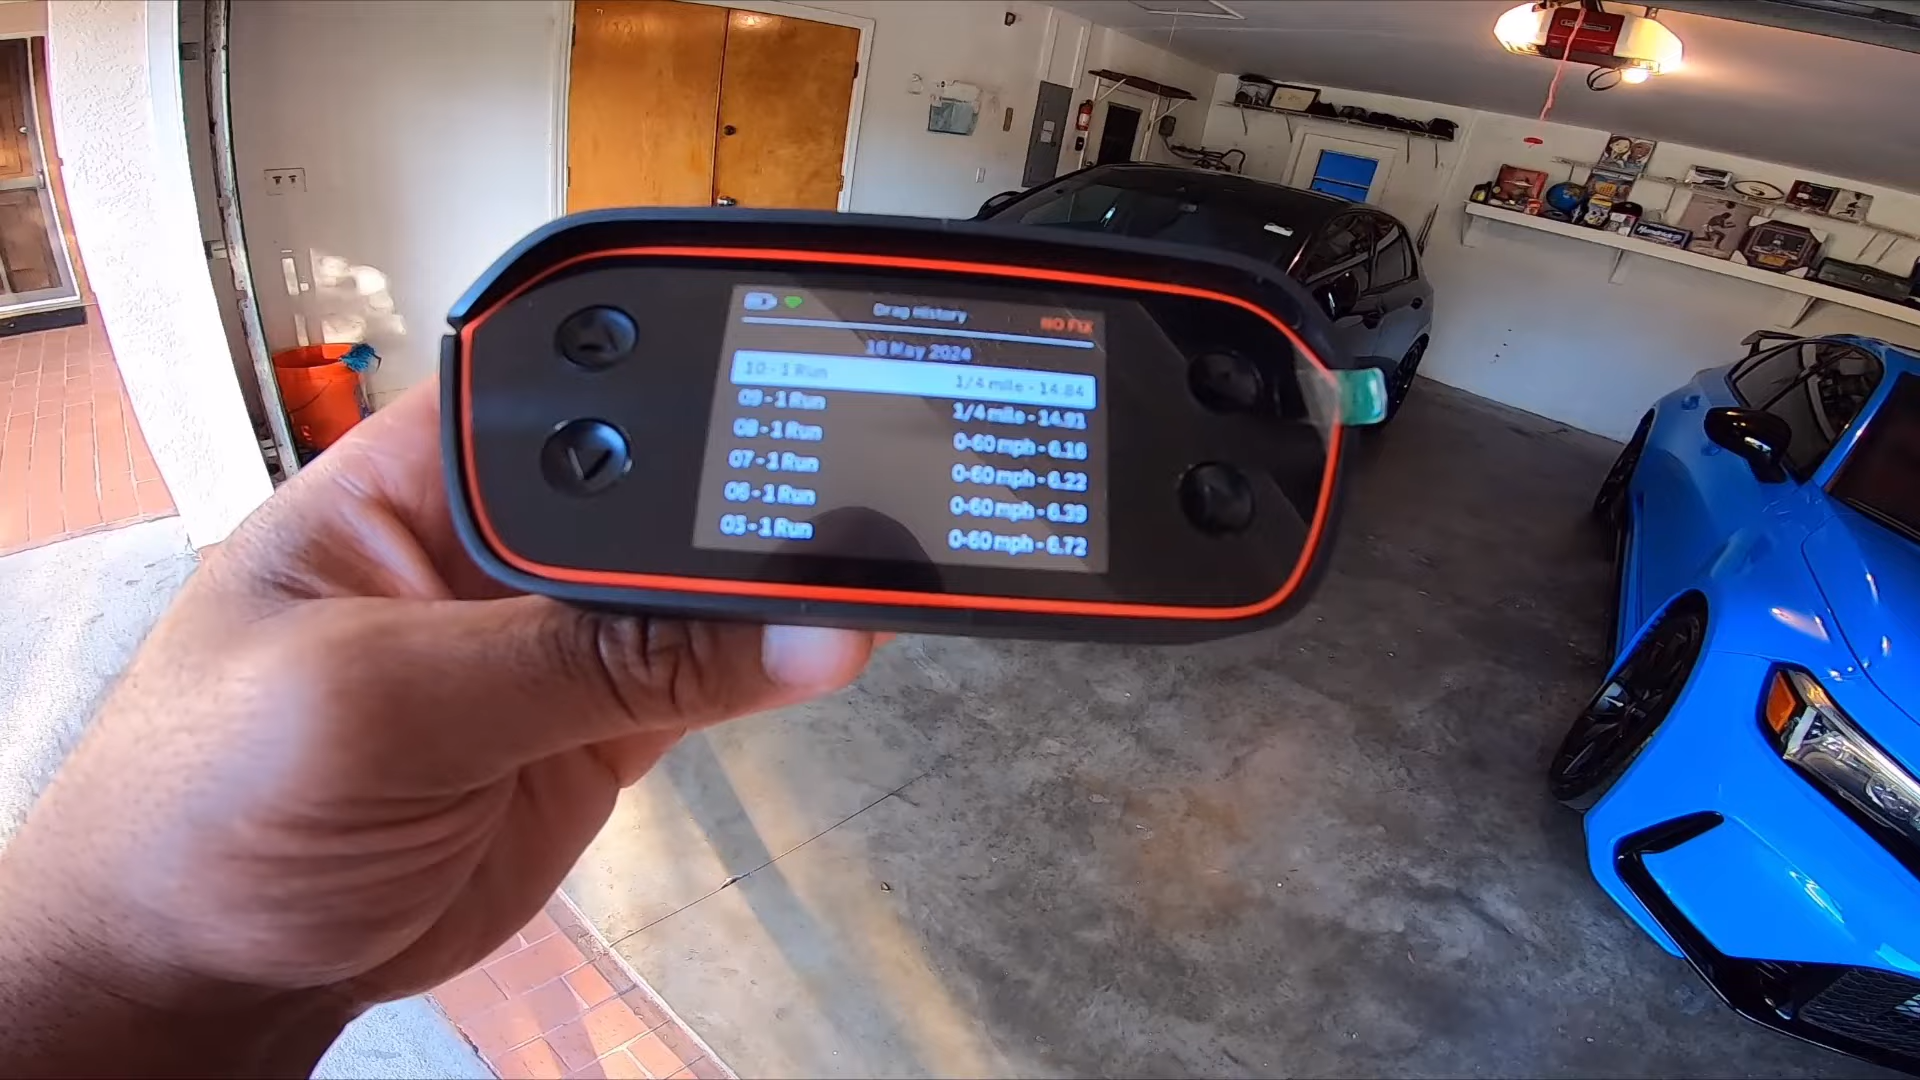 Drag History
NO FIX
16 May 2024
10 - 1 Run 1/4 mile - 14.84
09 - 1 Run 1/4 mile - 14.91
08 - 1 Run 0-60 mph - 6.16
07 - 1 Run 0-60 mph - 6.22
06 - 1 Run 0-60 mph - 6.39
05 - 1 Run 0-60 mph - 6.72